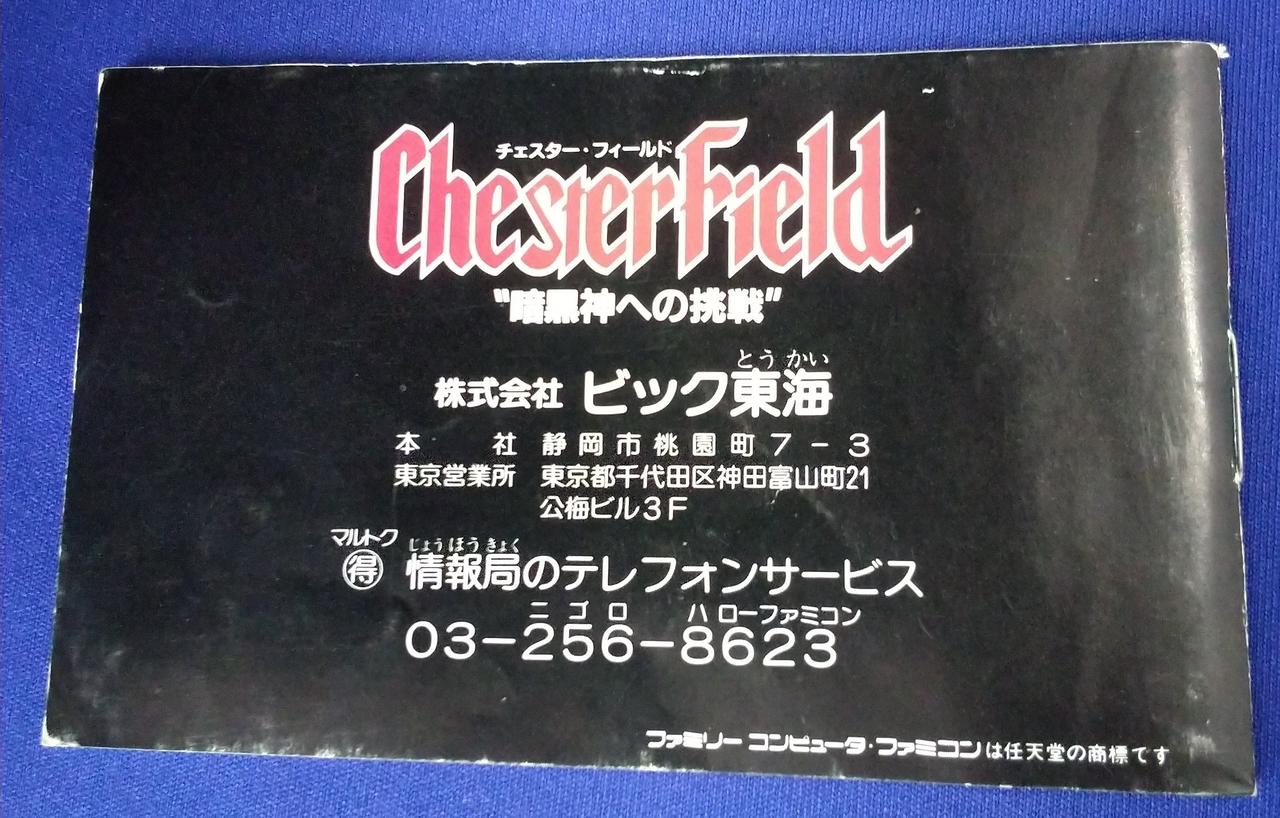 チェスター・フィールド
ChesterField
"暗黒神への挑戦"
とうかい
株式会社 ビック東海
本社 静岡市桃園町7-3
東京営業所 東京都千代田区神田富山町21
公梅ビル3F
マルトク じょうほうきょく
㊝ 情報局のテレフォンサービス
ニゴロ ハローファミコン
03-256-8623
ファミリーコンピュータ・ファミコンは任天堂の商標です